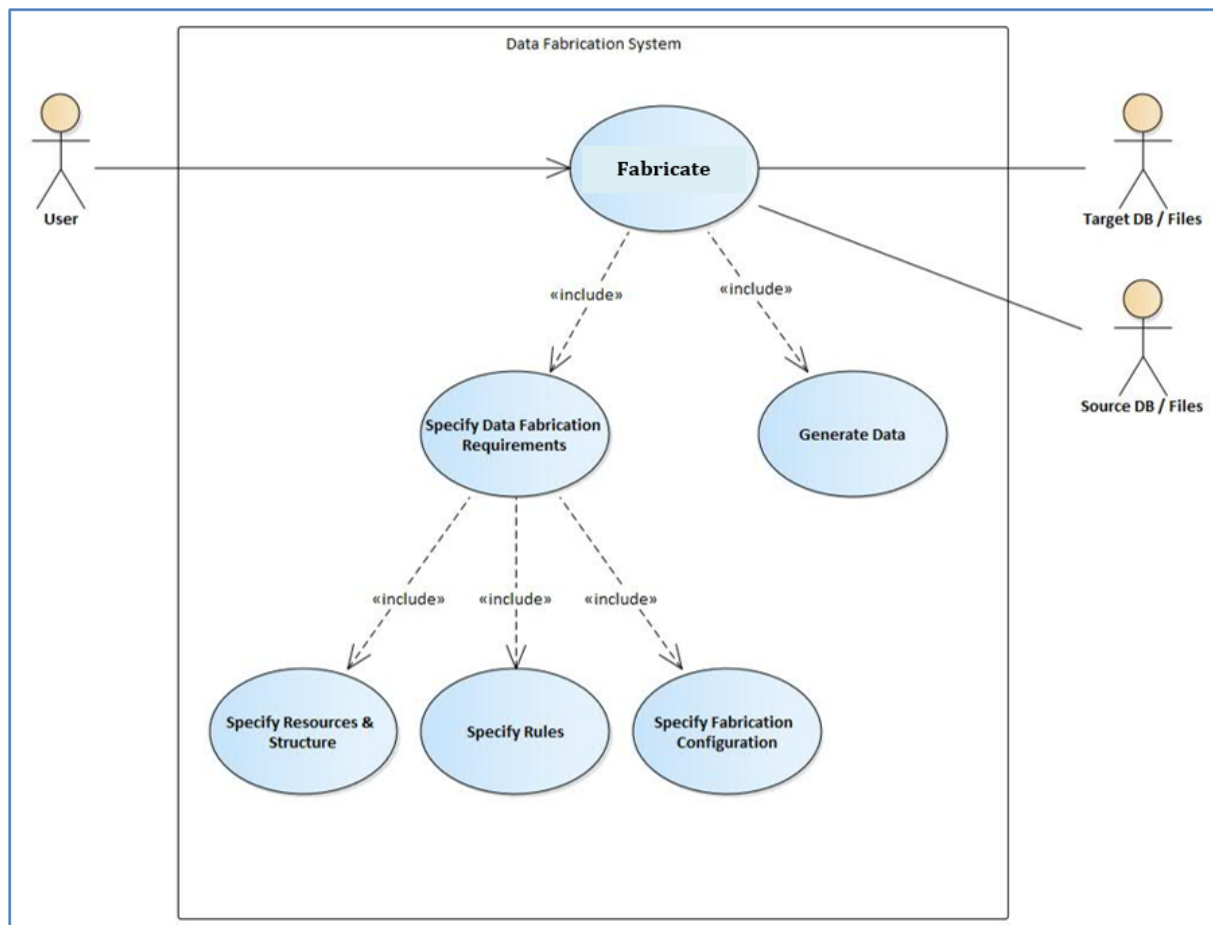 Data Fabrication System
Fabricate
User
Target DB / Files
«include»
«include»
Source DB / Files
Specify Data Fabrication
Requirements
Generate Data
«include»
«include»
«include»
Specify Resources &
Structure
Specify Rules
Specify Fabrication
Configuration